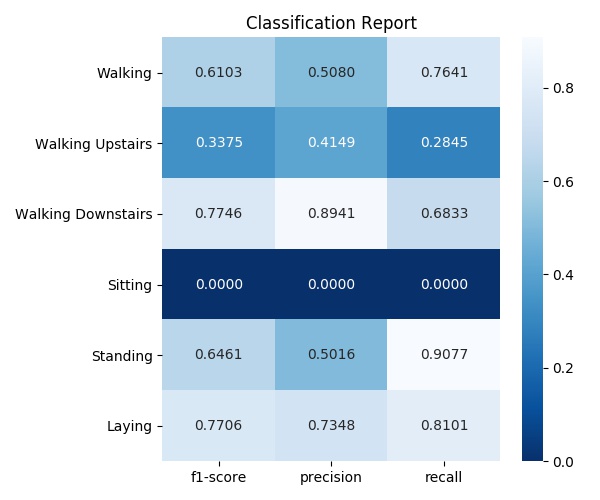 Classification Report
Walking 0.6103 0.5080 0.7641
Walking Upstairs 0.3375 0.4149 0.2845
Walking Downstairs 0.7746 0.8941 0.6833
Sitting 0.0000 0.0000 0.0000
Standing 0.6461 0.5016 0.9077
Laying 0.7706 0.7348 0.8101
f1-score precision recall
0.8
0.6
0.4
0.2
0.0